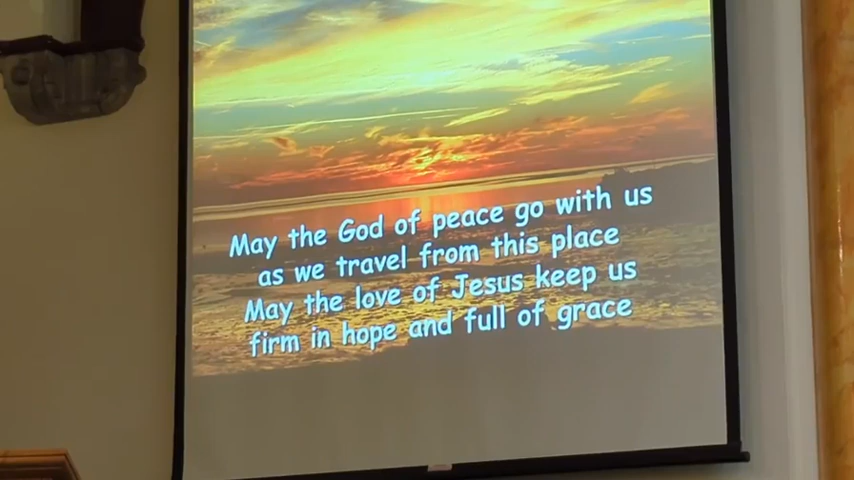 May the God of peace go with us
as we travel from this place
May the love of Jesus keep us
firm in hope and full of grace